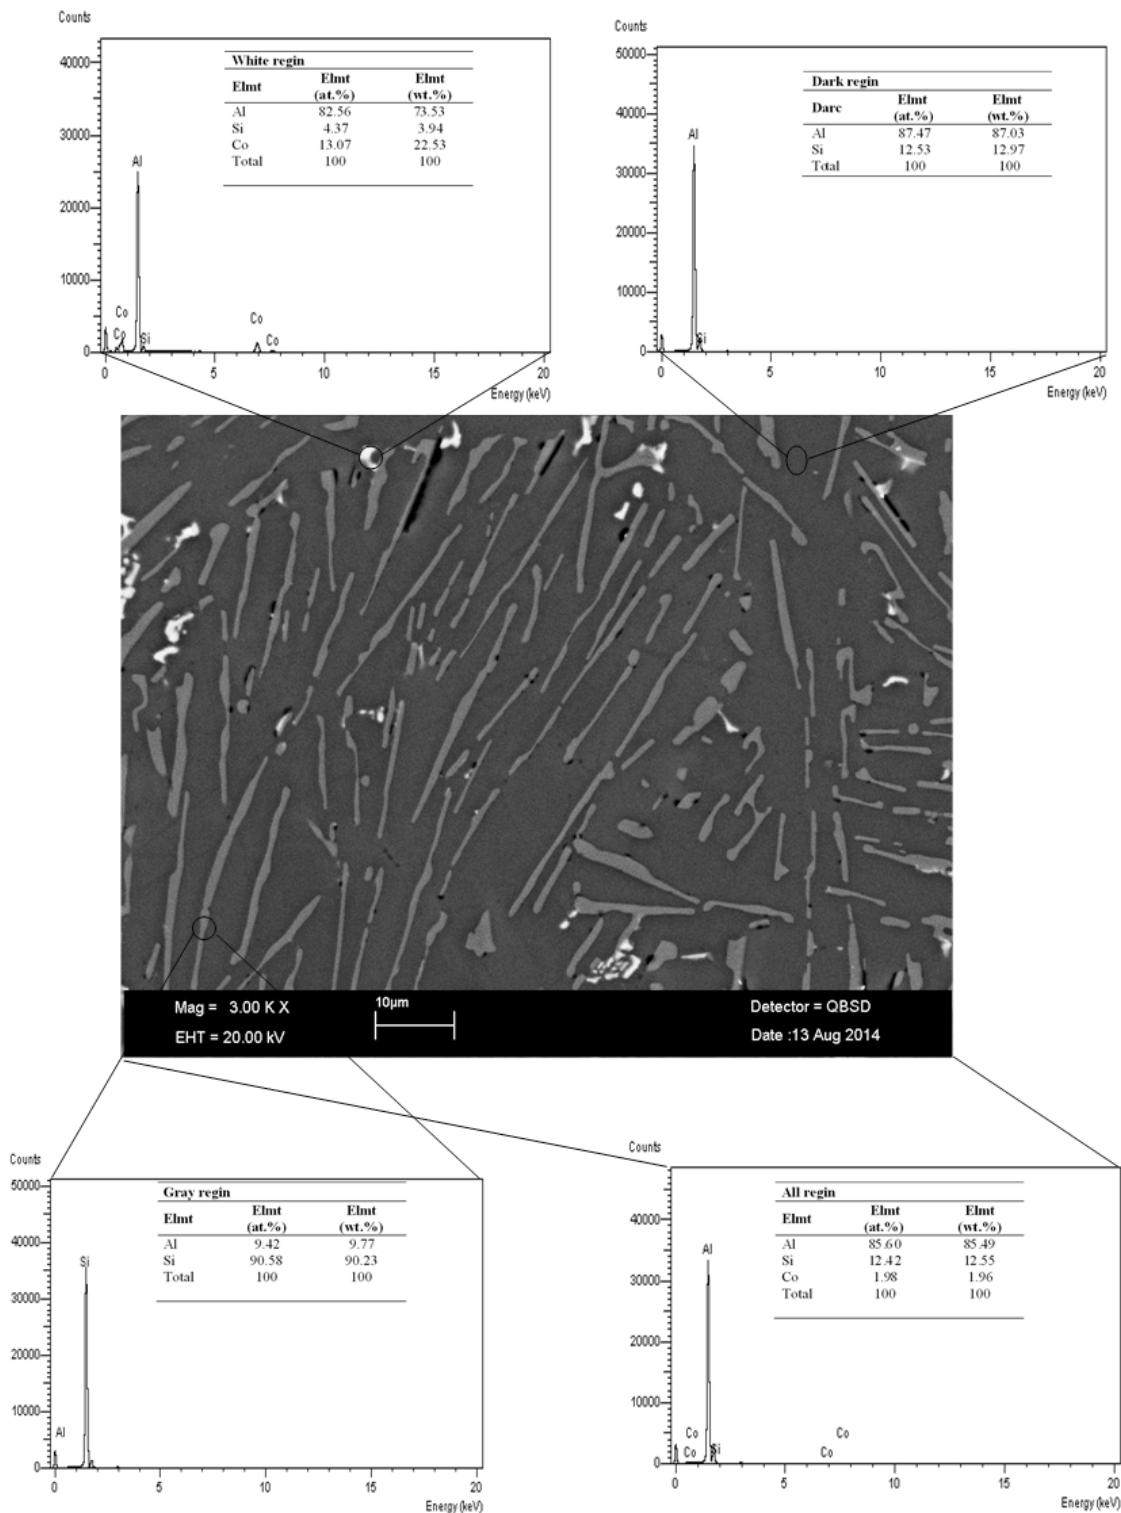 Counts
40000
30000
20000
10000
0
White regin
Elmt Elmt (at.%) Elmt (wt.%)
Al 82.56 73.53
Si 4.37 3.94
Co 13.07 22.53
Total 100 100
Al
Co
Co
Si
Co
Co
0 5 10 15 20
Energy (keV)
Counts
50000
40000
30000
20000
10000
0
Dark regin
Darc Elmt (at.%) Elmt (wt.%)
Al 87.47 87.03
Si 12.53 12.97
Total 100 100
Al
Si
0 5 10 15 20
Energy (keV)
Mag = 3.00 K X
EHT = 20.00 kV
10µm
Detector = QBSD
Date :13 Aug 2014
Counts
50000
40000
30000
20000
10000
0
Gray regin
Elmt Elmt (at.%) Elmt (wt.%)
Al 9.42 9.77
Si 90.58 90.23
Total 100 100
Si
Al
0 5 10 15 20
Energy (keV)
Counts
40000
30000
20000
10000
0
All regin
Elmt Elmt (at.%) Elmt (wt.%)
Al 85.60 85.49
Si 12.42 12.55
Co 1.98 1.96
Total 100 100
Al
Co
Co
Si
Co
Co
0 5 10 15 20
Energy (keV)